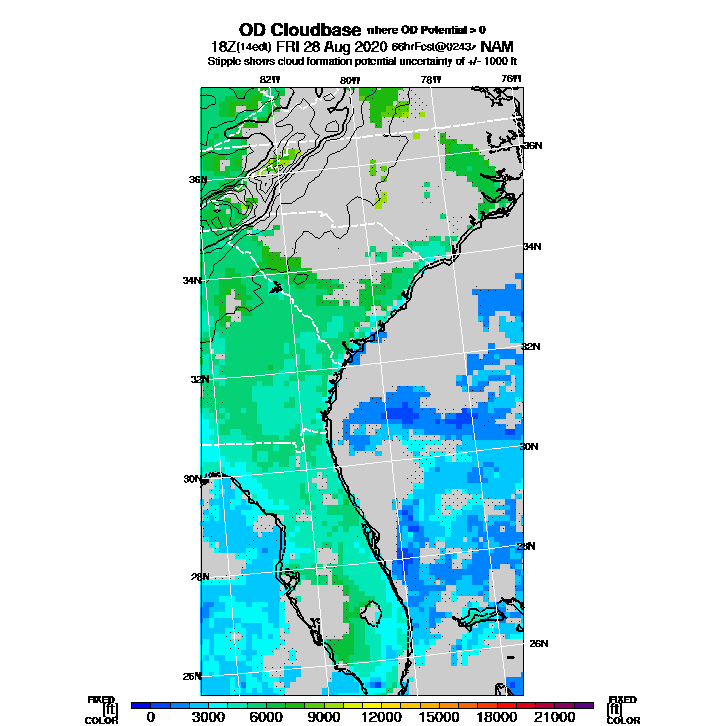 OD Cloudbase where OD Potential > 0
18Z(14edt) FRI 28 Aug 2020 66hrFcst@0243z NAM
Stipple shows cloud formation potential uncertainty of +/- 1000 ft
82W 80W 78W 76W
36N
36N
34N
34N
32N
32N
30N
30N
28N
28N
26N
26N
FIXED FIXED
[ft] [ft]
COLOR COLOR
0 3000 6000 9000 12000 15000 18000 21000